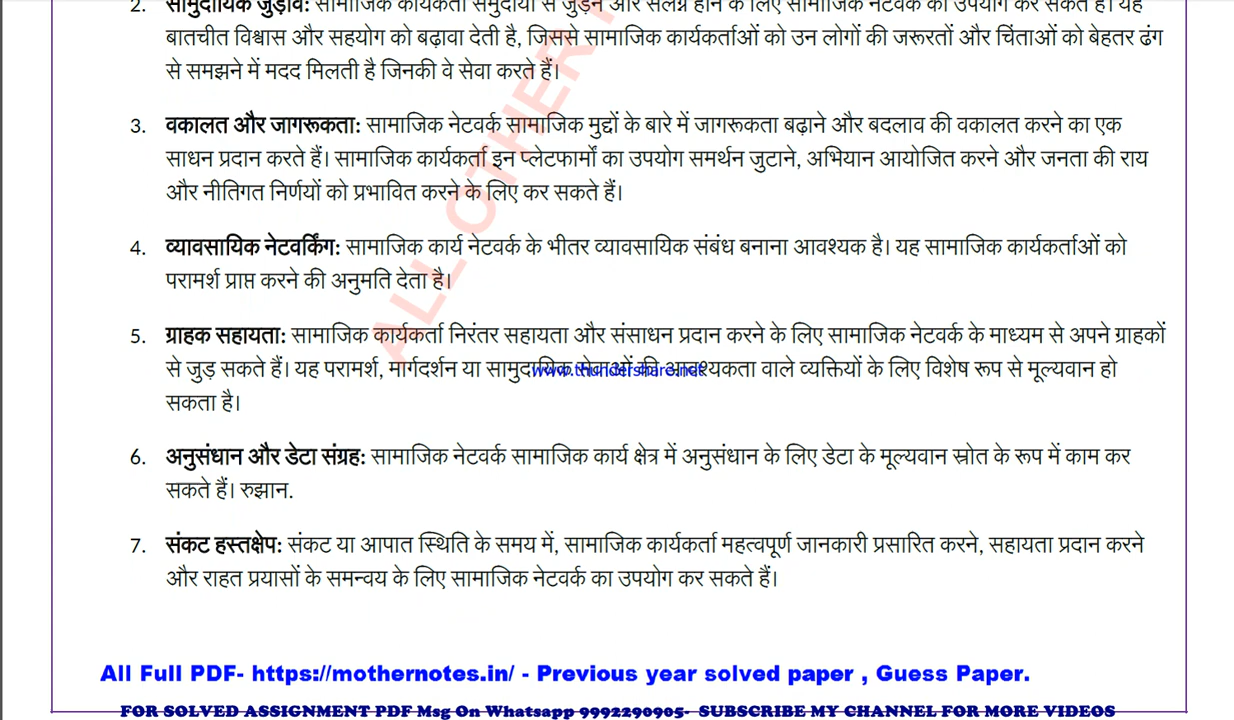 2. सामुदायिक जुड़ाव: सामाजिक कार्यकर्ता समुदायों से जुड़ने और संलग्न होने के लिए सामाजिक नेटवर्क का उपयोग कर सकते हैं। यह
बातचीत विश्वास और सहयोग को बढ़ावा देती है, जिससे सामाजिक कार्यकर्ताओं को उन लोगों की जरूरतों और चिंताओं को बेहतर ढंग
से समझने में मदद मिलती है जिनकी वे सेवा करते हैं।
3. वकालत और जागरूकता: सामाजिक नेटवर्क सामाजिक मुद्दों के बारे में जागरूकता बढ़ाने और बदलाव की वकालत करने का एक
साधन प्रदान करते हैं। सामाजिक कार्यकर्ता इन प्लेटफार्मों का उपयोग समर्थन जुटाने, अभियान आयोजित करने और जनता की राय
और नीतिगत निर्णयों को प्रभावित करने के लिए कर सकते हैं।
4. व्यावसायिक नेटवर्किंग: सामाजिक कार्य नेटवर्क के भीतर व्यावसायिक संबंध बनाना आवश्यक है। यह सामाजिक कार्यकर्ताओं को
परामर्श प्राप्त करने की अनुमति देता है।
5. ग्राहक सहायता: सामाजिक कार्यकर्ता निरंतर सहायता और संसाधन प्रदान करने के लिए सामाजिक नेटवर्क के माध्यम से अपने ग्राहकों
से जुड़ सकते हैं। यह परामर्श, मार्गदर्शन या सामुदायिक सेवाओं की आवश्यकता वाले व्यक्तियों के लिए विशेष रूप से मूल्यवान हो
www.thundershare.net
सकता है।
6. अनुसंधान और डेटा संग्रह: सामाजिक नेटवर्क सामाजिक कार्य क्षेत्र में अनुसंधान के लिए डेटा के मूल्यवान स्रोत के रूप में काम कर
सकते हैं। रुझान.
7. संकट हस्तक्षेप: संकट या आपात स्थिति के समय में, सामाजिक कार्यकर्ता महत्वपूर्ण जानकारी प्रसारित करने, सहायता प्रदान करने
और राहत प्रयासों के समन्वय के लिए सामाजिक नेटवर्क का उपयोग कर सकते हैं।
ALL OTHER
All Full PDF- https://mothernotes.in/ - Previous year solved paper , Guess Paper.
FOR SOLVED ASSIGNMENT PDF Msg On Whatsapp 9992290905- SUBSCRIBE MY CHANNEL FOR MORE VIDEOS